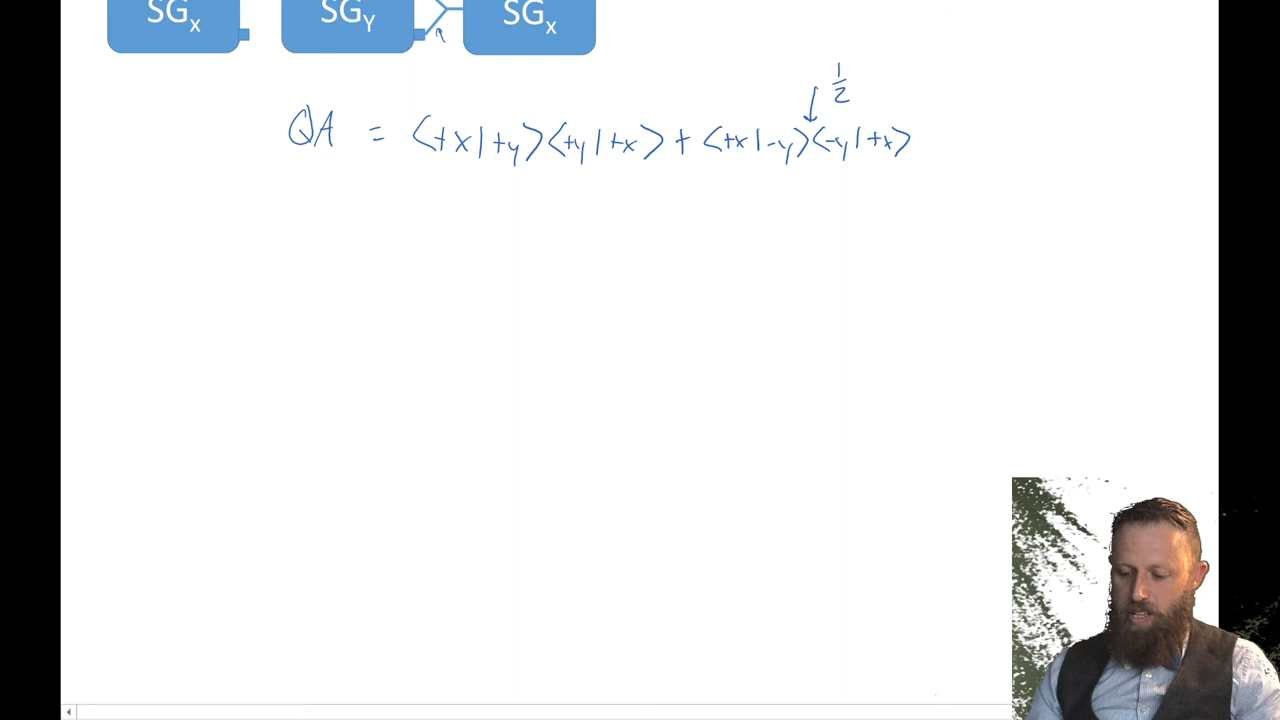 SGx SGY SGx
1/2
QA = ⟨+x|+y⟩⟨+y|+x⟩ + ⟨+x|-y⟩⟨-y|+x⟩